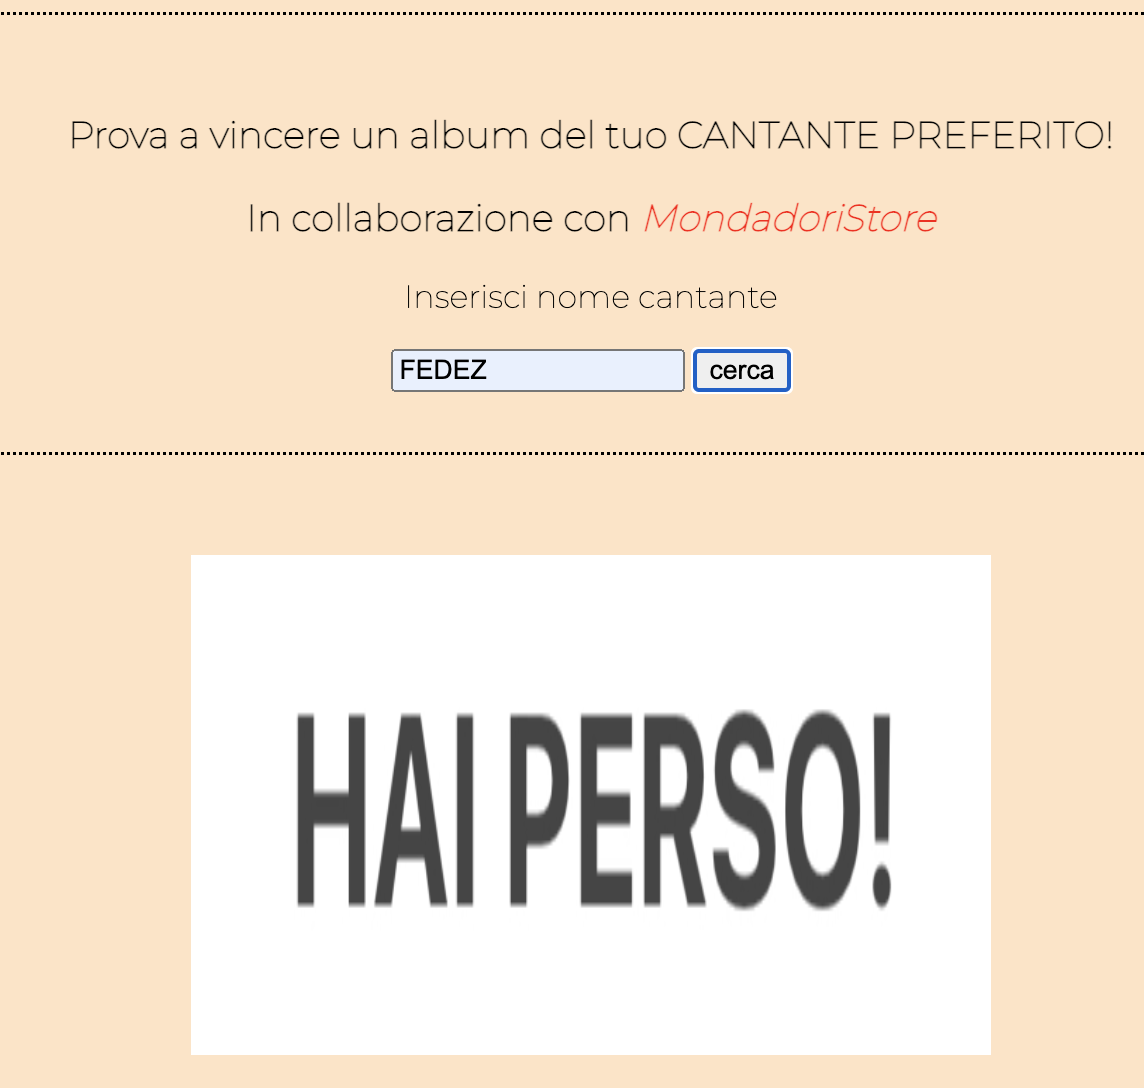 Prova a vincere un album del tuo CANTANTE PREFERITO!
In collaborazione con MondadoriStore
Inserisci nome cantante
FEDEZ cerca
HAI PERSO!